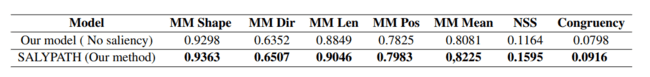 Model MM Shape MM Dir MM Len MM Pos MM Mean NSS Congruency
Our model ( No saliency) 0.9298 0.6352 0.8849 0.7825 0.8081 0.1164 0.0798
SALYPATH (Our method) 0.9363 0.6507 0.9046 0.7983 0,8225 0.1595 0.0916